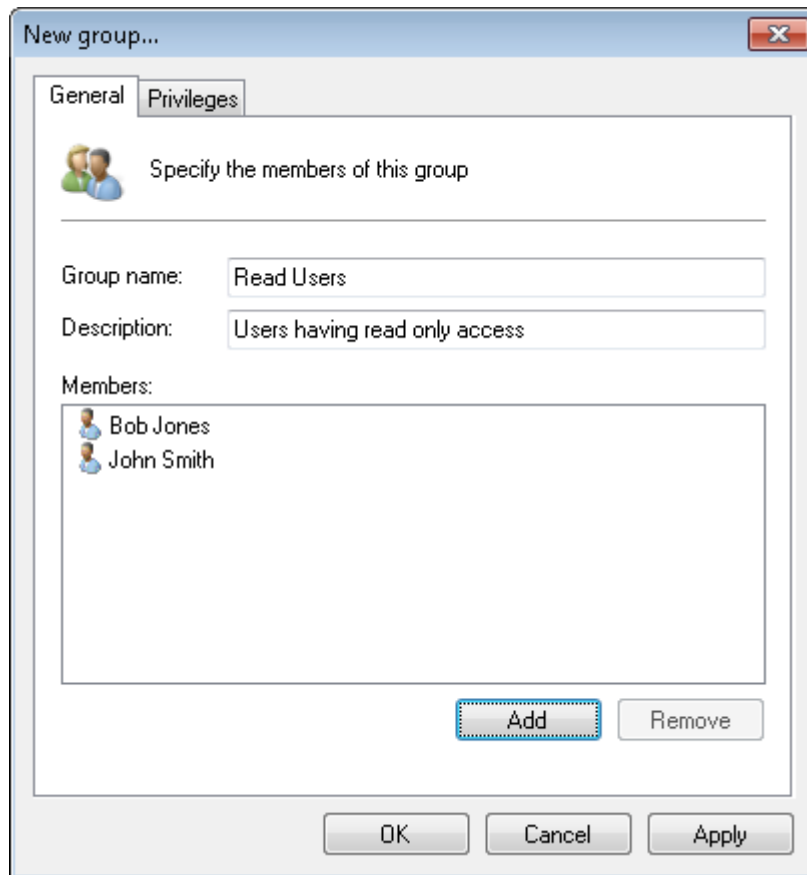 New group...
General Privileges
Specify the members of this group
Group name: Read Users
Description: Users having read only access
Members:
Bob Jones
John Smith
Add Remove
OK Cancel Apply